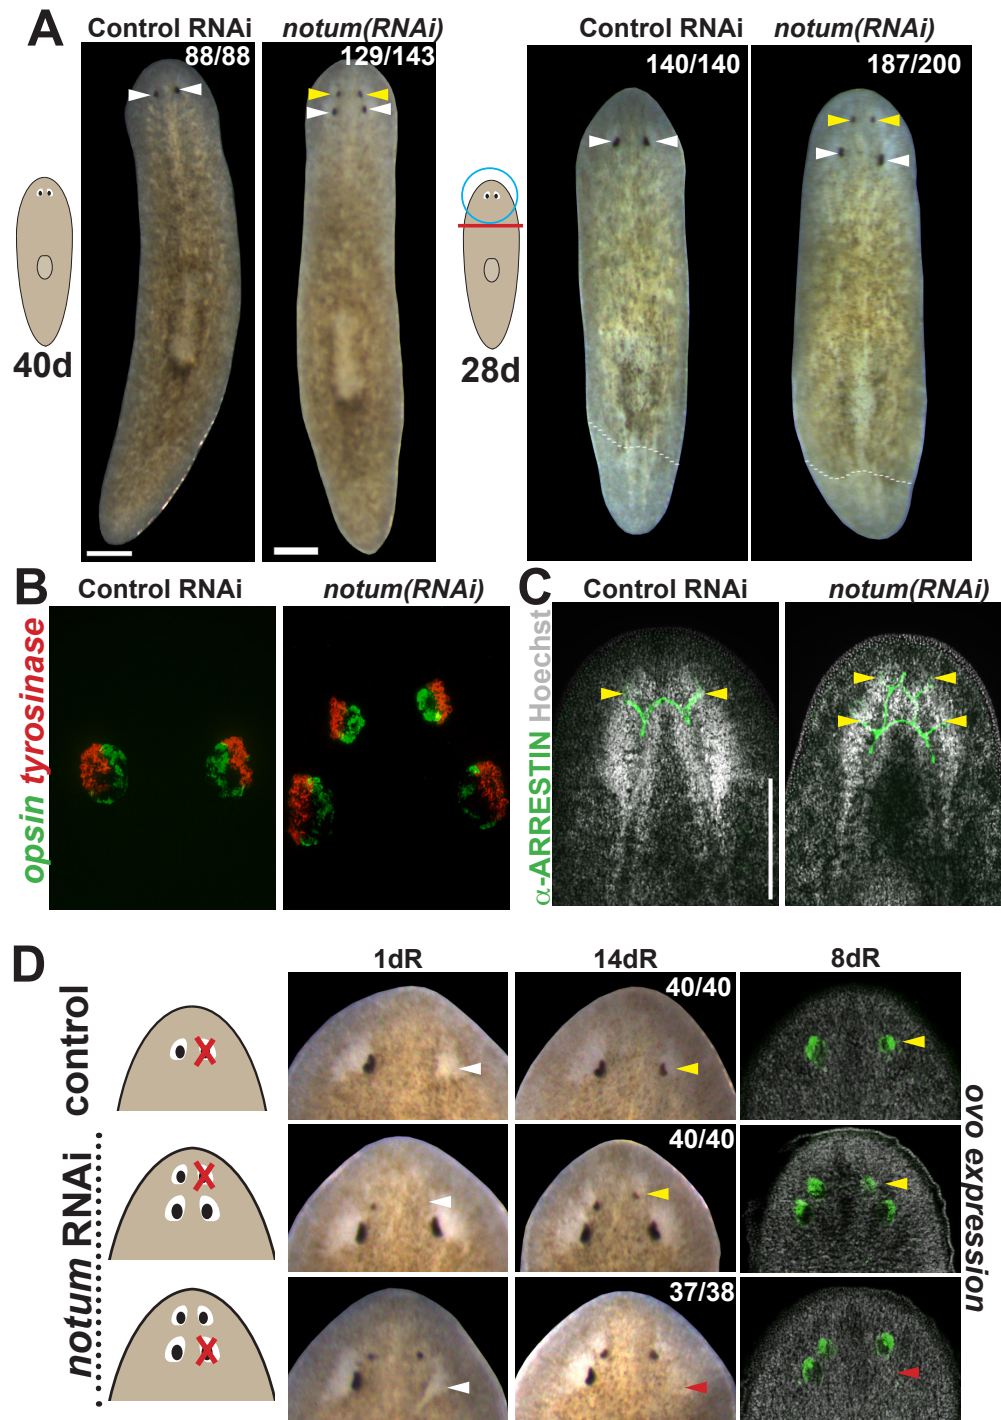 A
Control RNAi
notum(RNAi)
Control RNAi
notum(RNAi)
88/88
129/143
140/140
187/200
40d
28d
B
Control RNAi
notum(RNAi)
opsin tyrosinase
C
Control RNAi
notum(RNAi)
α-ARRESTIN Hoechst
D
1dR
14dR
8dR
control
40/40
notum RNAi
40/40
37/38
ovo expression